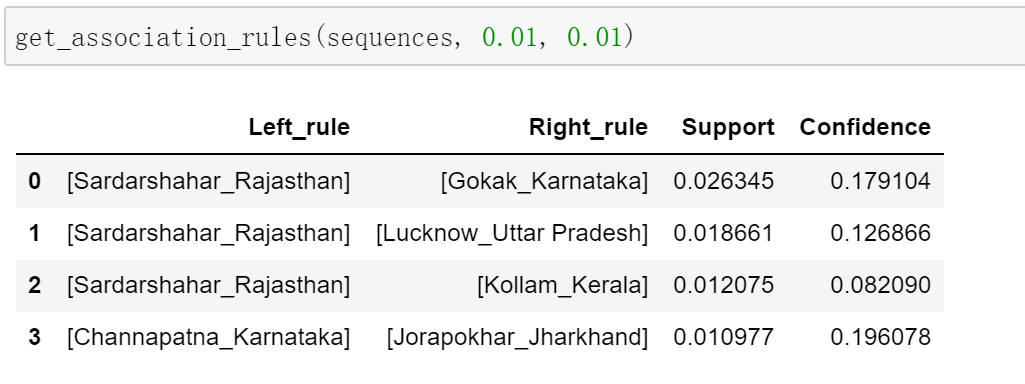 get_association_rules(sequences, 0.01, 0.01)
Left_rule Right_rule Support Confidence
0 [Sardarshahar_Rajasthan] [Gokak_Karnataka] 0.026345 0.179104
1 [Sardarshahar_Rajasthan] [Lucknow_Uttar Pradesh] 0.018661 0.126866
2 [Sardarshahar_Rajasthan] [Kollam_Kerala] 0.012075 0.082090
3 [Channapatna_Karnataka] [Jorapokhar_Jharkhand] 0.010977 0.196078